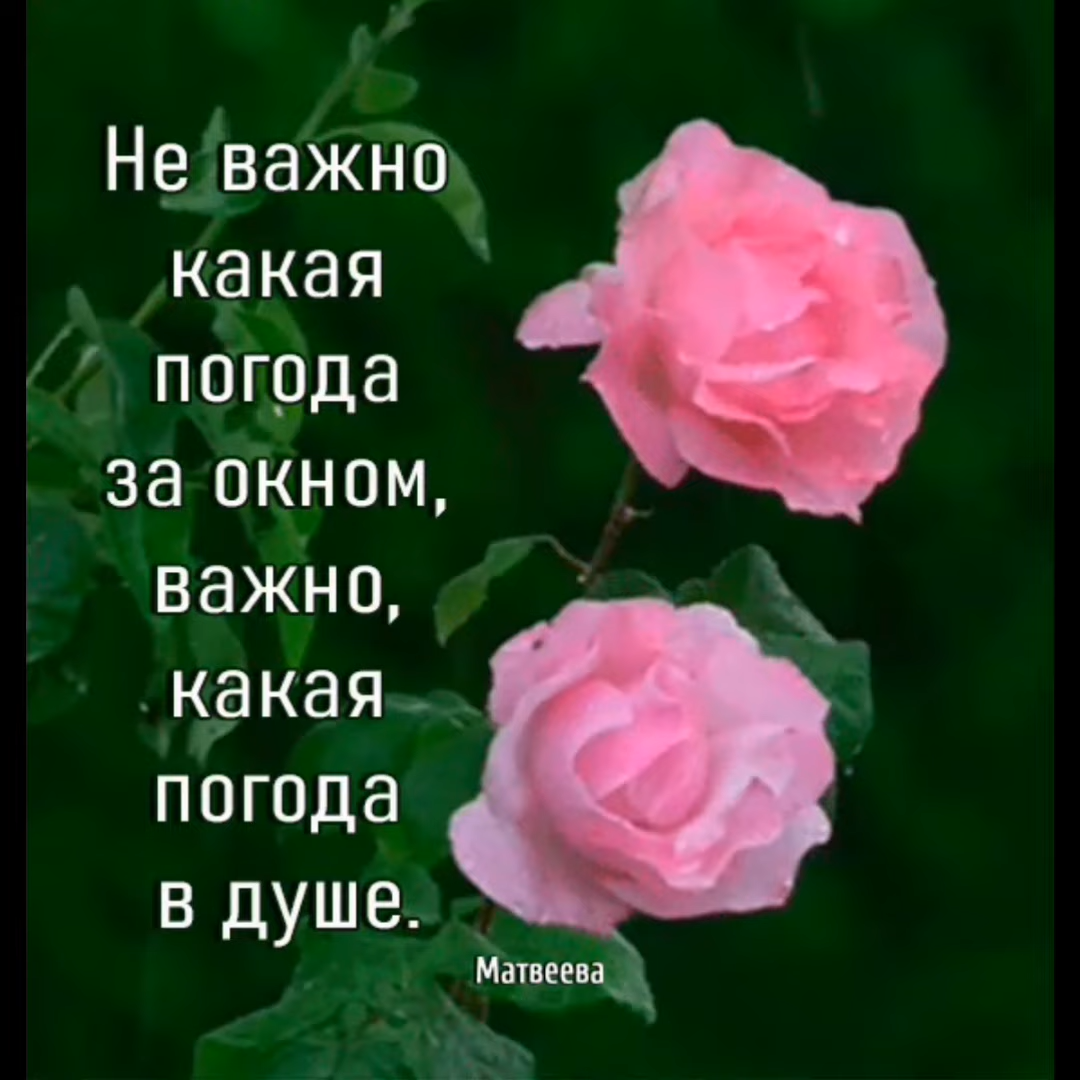 Не важно
какая
погода
за окном,
важно,
какая
погода
в душе.
Матвеева